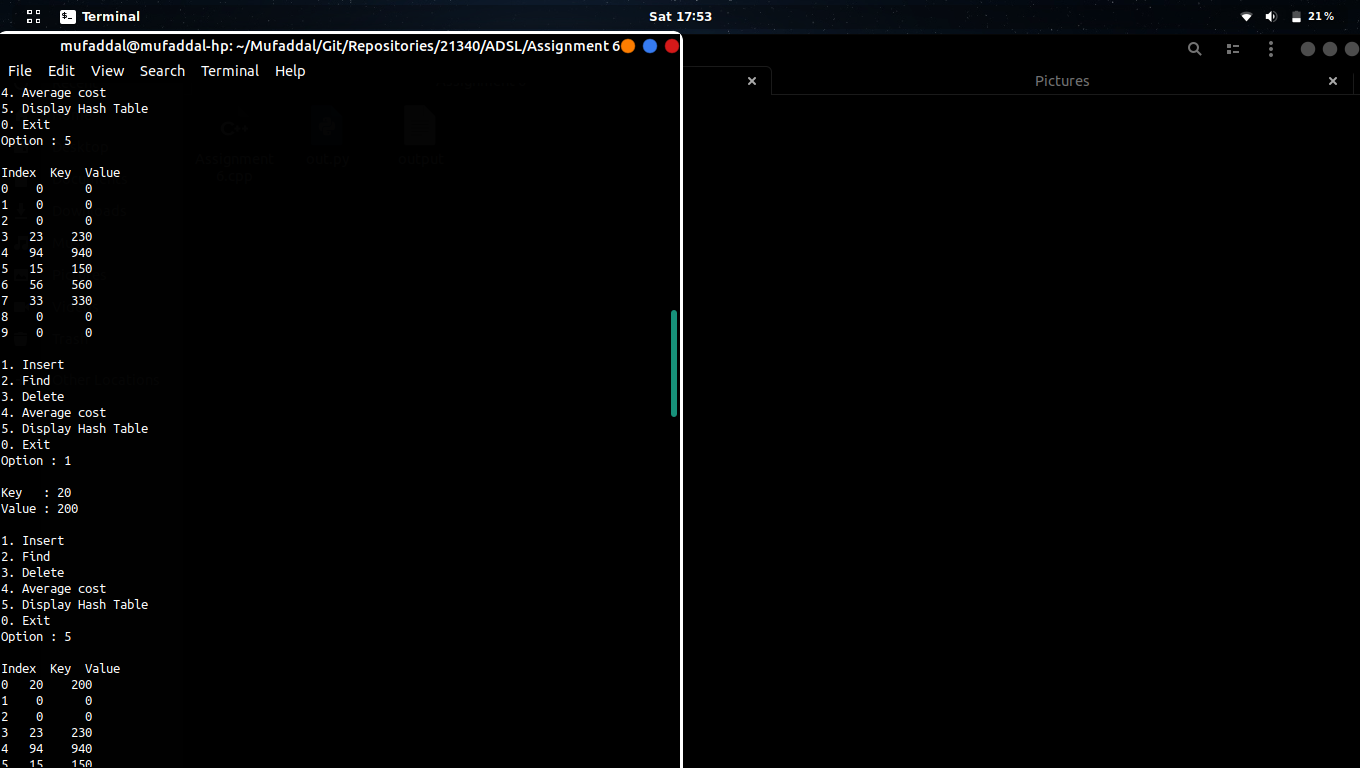 Terminal
Sat 17:53
21 %
mufaddal@mufaddal-hp: ~/Mufaddal/Git/Repositories/21340/ADSL/Assignment 6
File Edit View Search Terminal Help
Pictures
4. Average cost
5. Display Hash Table
0. Exit
Option : 5
Index Key Value
0 0 0
1 0 0
2 0 0
3 23 230
4 94 940
5 15 150
6 56 560
7 33 330
8 0 0
9 0 0
1. Insert
2. Find
3. Delete
4. Average cost
5. Display Hash Table
0. Exit
Option : 1
Key : 20
Value : 200
1. Insert
2. Find
3. Delete
4. Average cost
5. Display Hash Table
0. Exit
Option : 5
Index Key Value
0 20 200
1 0 0
2 0 0
3 23 230
4 94 940
5 15 150